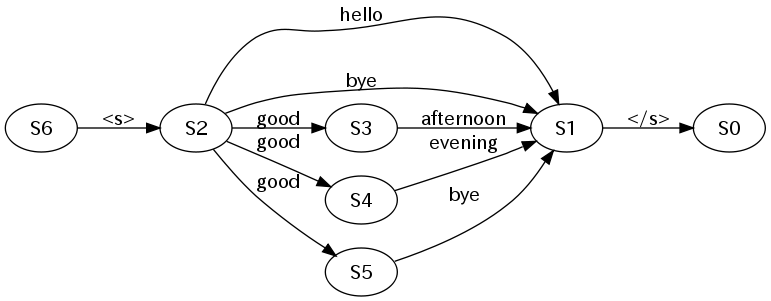 hello
bye
S6
<s>
S2
good
S3
afternoon
S1
</s>
S0
good
evening
S4
good
bye
S5